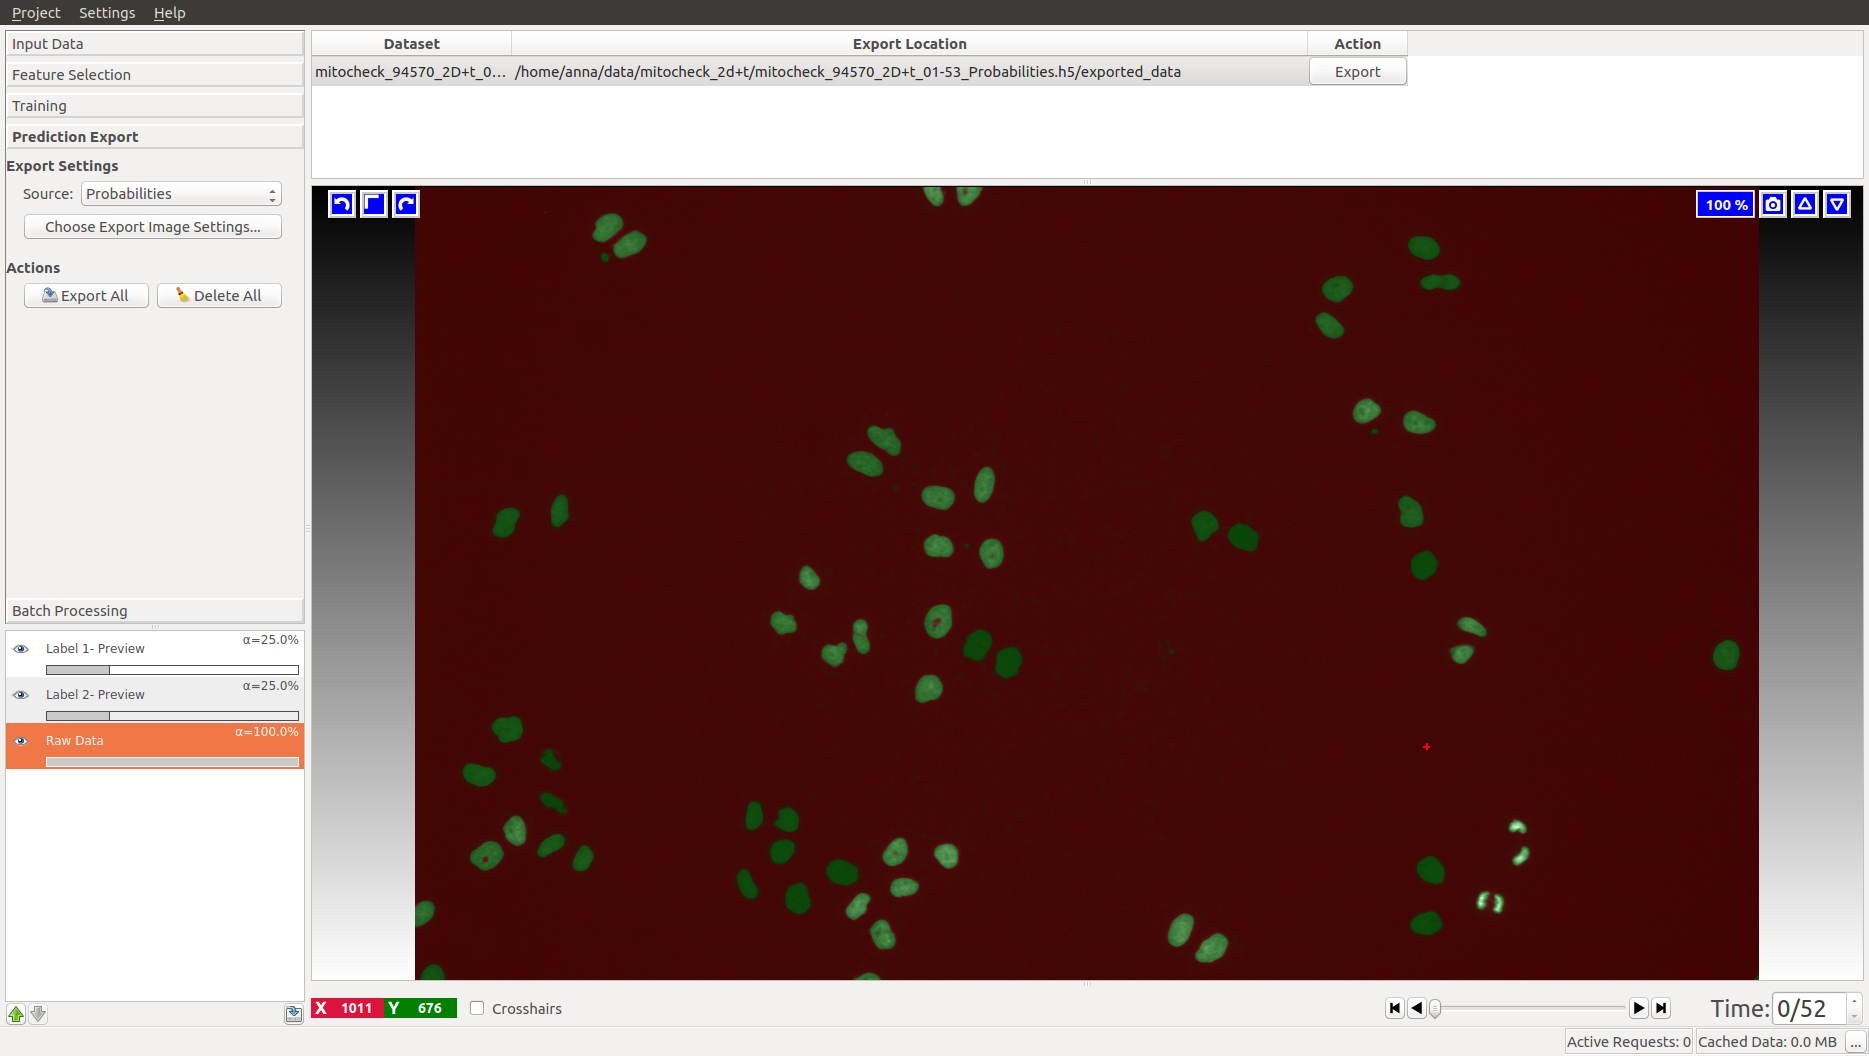 Project Settings Help
Input Data
Feature Selection
Training
Prediction Export
Export Settings
Source: Probabilities
Choose Export Image Settings...
Actions
Export All Delete All
Batch Processing
α=25.0%
Label 1- Preview
α=25.0%
Label 2- Preview
α=100.0%
Raw Data
Dataset Export Location Action
mitocheck_94570_2D+t_0... /home/anna/data/mitocheck_2d+t/mitocheck_94570_2D+t_01-53_Probabilities.h5/exported_data Export
100 %
X 1011 Y 676 Crosshairs Time: 0/52
Active Requests: 0 Cached Data: 0.0 MB ...